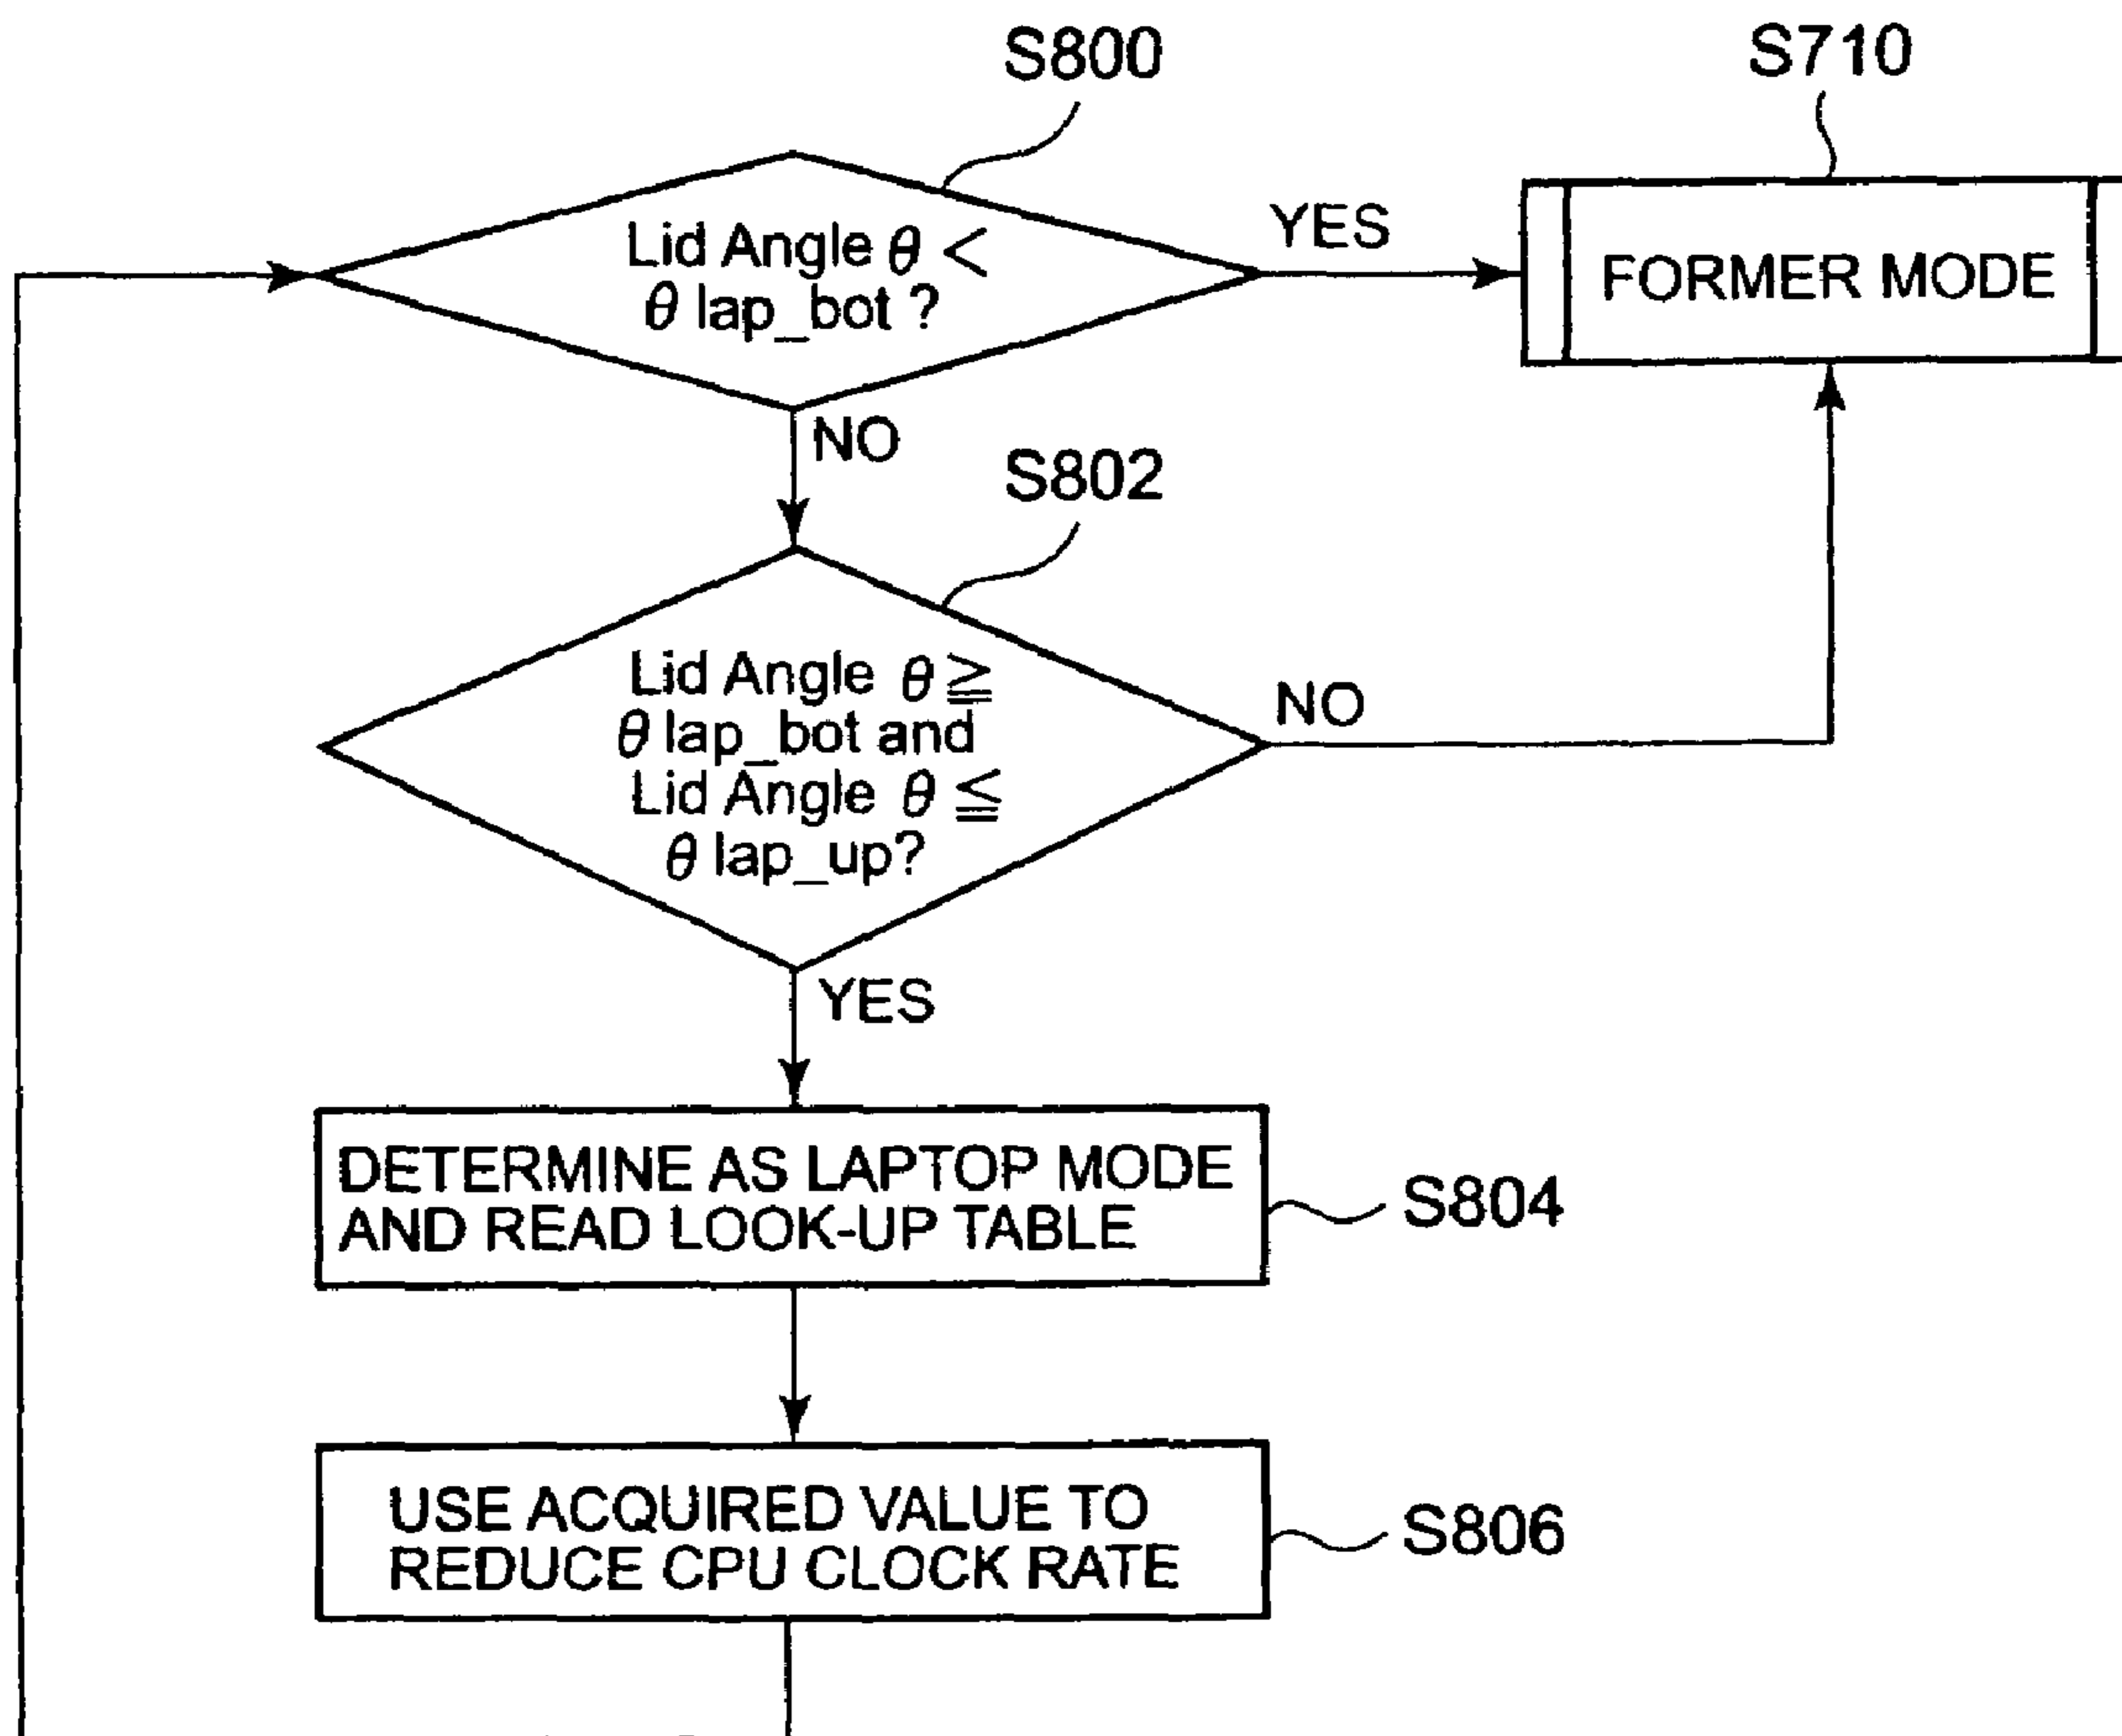 S800
S710
Lid Angle θ <
θ lap_bot ?
YES
FORMER MODE
NO
S802
Lid Angle θ ≧
θ lap_bot and
Lid Angle θ ≦
θ lap_up?
NO
YES
DETERMINE AS LAPTOP MODE
AND READ LOOK-UP TABLE
S804
USE ACQUIRED VALUE TO
REDUCE CPU CLOCK RATE
S806